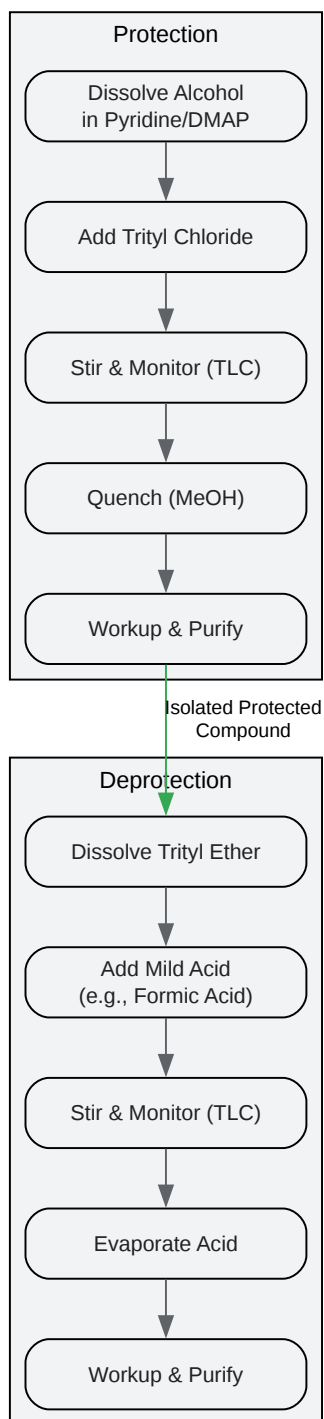 Protection
Dissolve Alcohol
in Pyridine/DMAP
Add Trityl Chloride
Stir & Monitor (TLC)
Quench (MeOH)
Workup & Purify
Isolated Protected
Compound
Deprotection
Dissolve Trityl Ether
Add Mild Acid
(e.g., Formic Acid)
Stir & Monitor (TLC)
Evaporate Acid
Workup & Purify